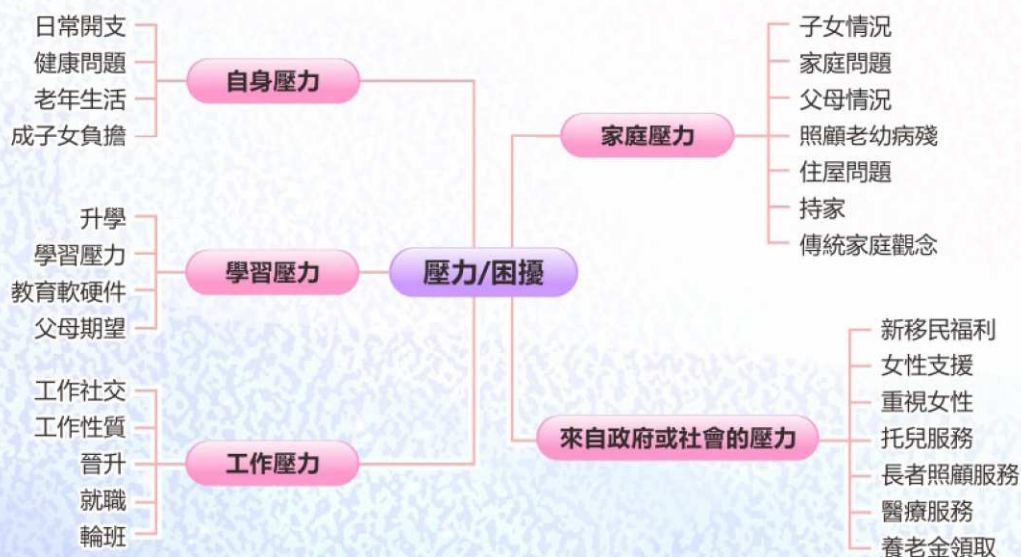 壓力/困擾
自身壓力
日常開支
健康問題
老年生活
成子女負擔
學習壓力
升學
學習壓力
教育軟硬件
父母期望
工作壓力
工作社交
工作性質
晉升
就職
輪班
家庭壓力
子女情況
家庭問題
父母情況
照顧老幼病殘
住屋問題
持家
傳統家庭觀念
來自政府或社會的壓力
新移民福利
女性支援
重視女性
托兒服務
長者照顧服務
醫療服務
養老金領取